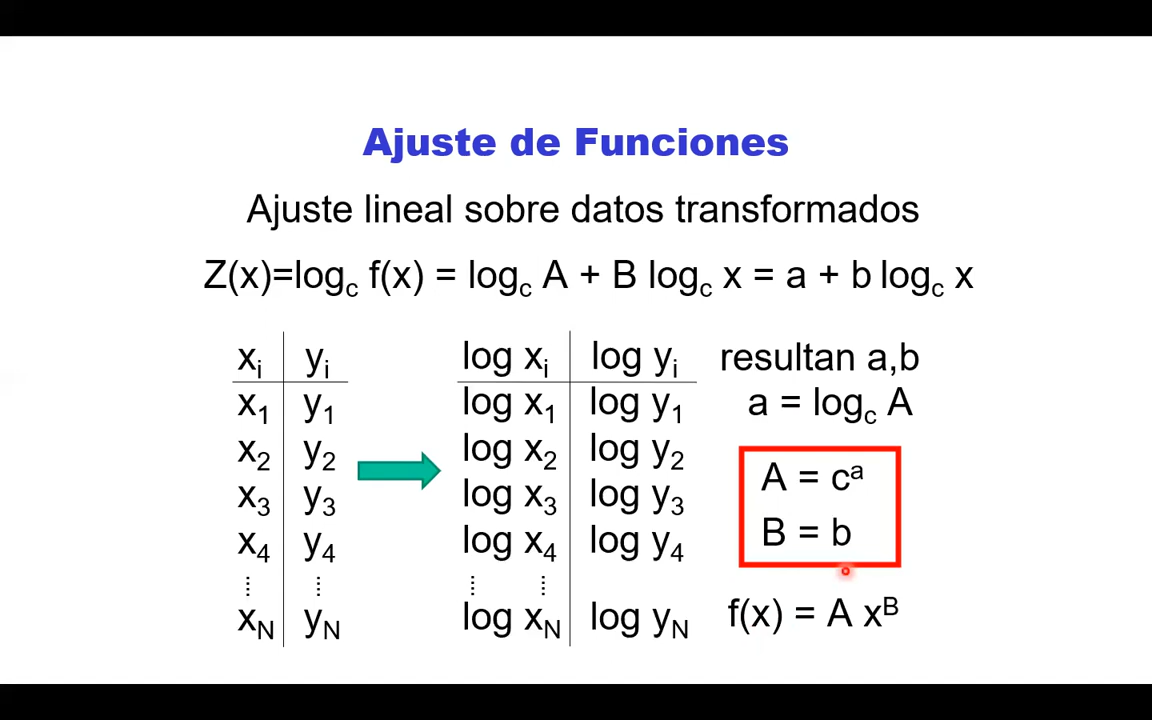 Ajuste de Funciones
Ajuste lineal sobre datos transformados
Z(x)=log_c f(x) = log_c A + B log_c x = a + b log_c x
x_i y_i log x_i log y_i resultan a,b
x_1 y_1 log x_1 log y_1 a = log_c A
x_2 y_2 log x_2 log y_2
x_3 y_3 log x_3 log y_3 A = c^a
x_4 y_4 log x_4 log y_4 B = b
⋮ ⋮ ⋮ ⋮
x_N y_N log x_N log y_N f(x) = A x^B